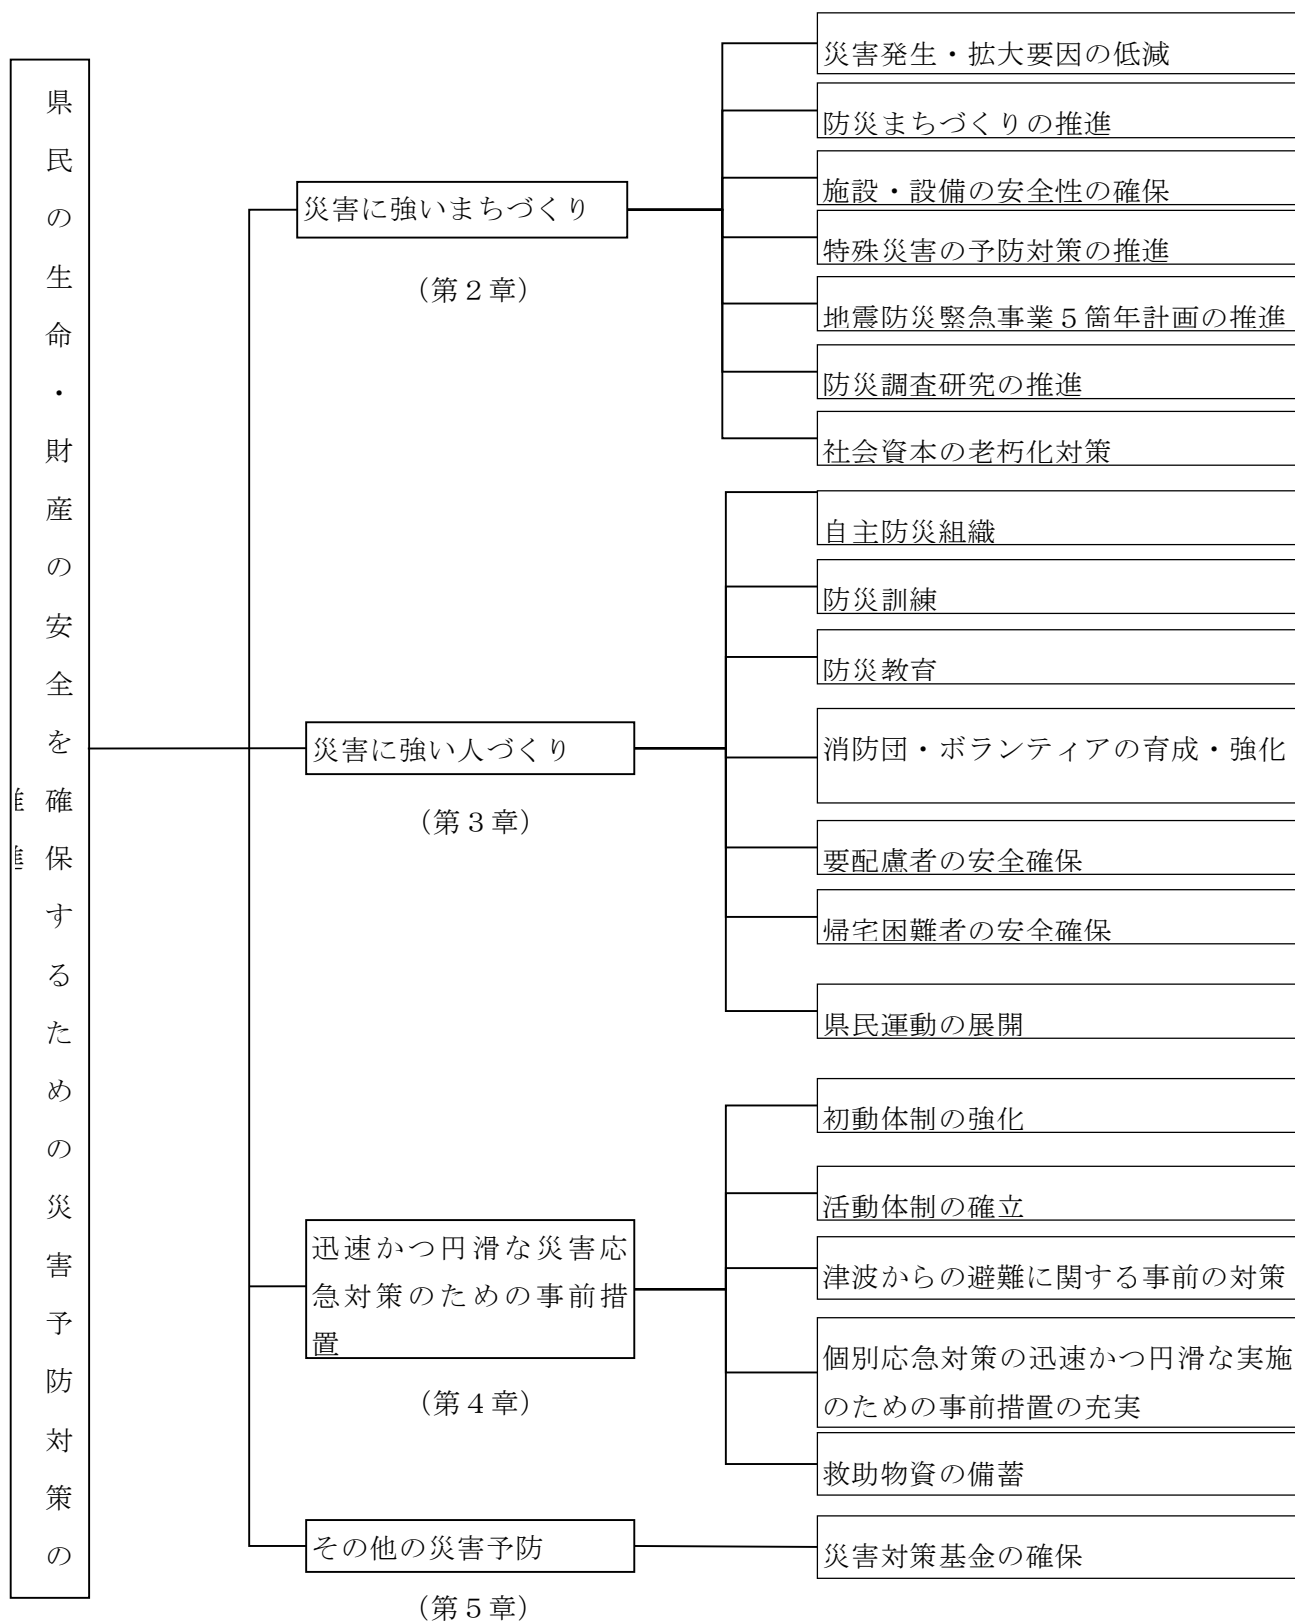 県民の生命・財産の安全を確保するための災害予防対策の
推進
災害に強いまちづくり
(第2章)
災害発生・拡大要因の低減
防災まちづくりの推進
施設・設備の安全性の確保
特殊災害の予防対策の推進
地震防災緊急事業5箇年計画の推進
防災調査研究の推進
社会資本の老朽化対策
災害に強い人づくり
(第3章)
自主防災組織
防災訓練
防災教育
消防団・ボランティアの育成・強化
要配慮者の安全確保
帰宅困難者の安全確保
県民運動の展開
迅速かつ円滑な災害応
急対策のための事前措
置
(第4章)
初動体制の強化
活動体制の確立
津波からの避難に関する事前の対策
個別応急対策の迅速かつ円滑な実施
のための事前措置の充実
救助物資の備蓄
その他の災害予防
(第5章)
災害対策基金の確保